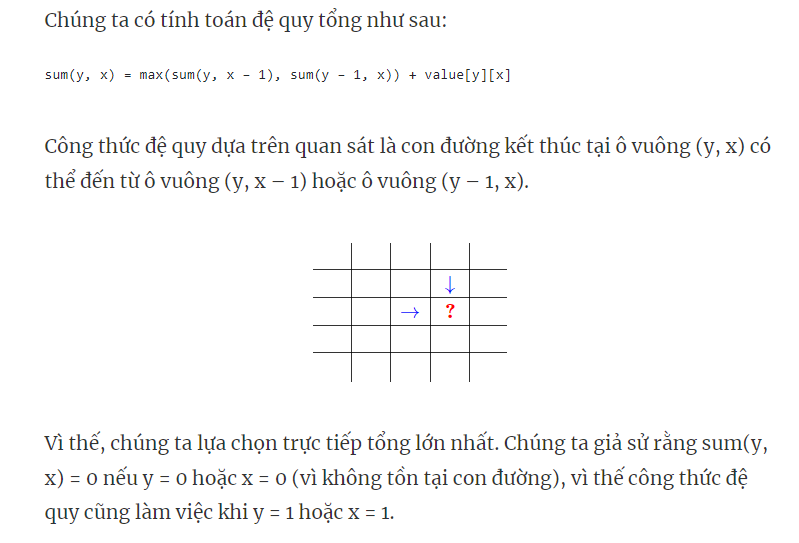 Chúng ta có tính toán đệ quy tổng như sau:
sum(y, x) = max(sum(y, x - 1), sum(y - 1, x)) + value[y][x]
Công thức đệ quy dựa trên quan sát là con đường kết thúc tại ô vuông (y, x) có
thể đến từ ô vuông (y, x – 1) hoặc ô vuông (y – 1, x).
↓
→ ?
Vì thế, chúng ta lựa chọn trực tiếp tổng lớn nhất. Chúng ta giả sử rằng sum(y,
x) = 0 nếu y = 0 hoặc x = 0 (vì không tồn tại con đường), vì thế công thức đệ
quy cũng làm việc khi y = 1 hoặc x = 1.